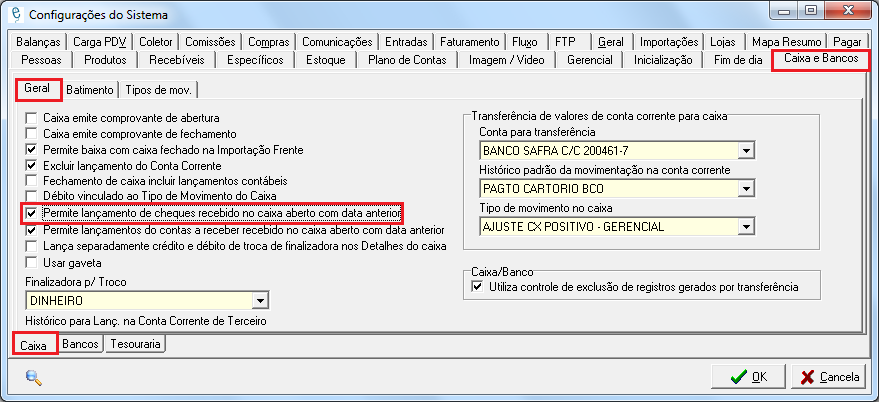 Configurações do Sistema
Balanças Carga PDV Coletor Comissões Compras Comunicações Entradas Faturamento Fluxo FTP Geral Importações Lojas Mapa Resumo Pagar
Pessoas Produtos Recebíveis Específicos Estoque Plano de Contas Imagem / Video Gerencial Inicialização Fim de dia Caixa e Bancos
Geral Batimento Tipos de mov.
Caixa emite comprovante de abertura
Caixa emite comprovante de fechamento
Permite baixa com caixa fechado na Importação Frente
Excluir lançamento do Conta Corrente
Fechamento de caixa incluir lançamentos contábeis
Débito vinculado ao Tipo de Movimento do Caixa
Permite lançamento de cheques recebido no caixa aberto com data anterior
Permite lançamentos do contas a receber recebido no caixa aberto com data anterior
Lança separadamente crédito e débito de troca de finalizadora nos Detalhes do caixa
Usar gaveta
Finalizadora p/ Troco
DINHEIRO
Histórico para Lanç. na Conta Corrente de Terceiro
Transferência de valores de conta corrente para caixa
Conta para transferência
BANCO SAFRA C/C 200461-7
Histórico padrão da movimentação na conta corrente
PAGTO CARTORIO BCO
Tipo de movimento no caixa
AJUSTE CX POSITIVO - GERENCIAL
Caixa/Banco
Utiliza controle de exclusão de registros gerados por transferência
Caixa Bancos Tesouraria
OK Cancela